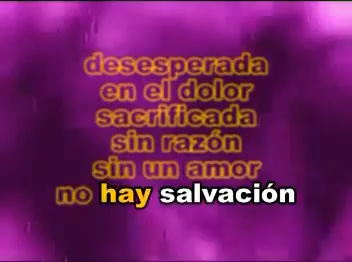 desesperada
en el dolor
sacrificada
sin razón
sin un amor
no hay salvación